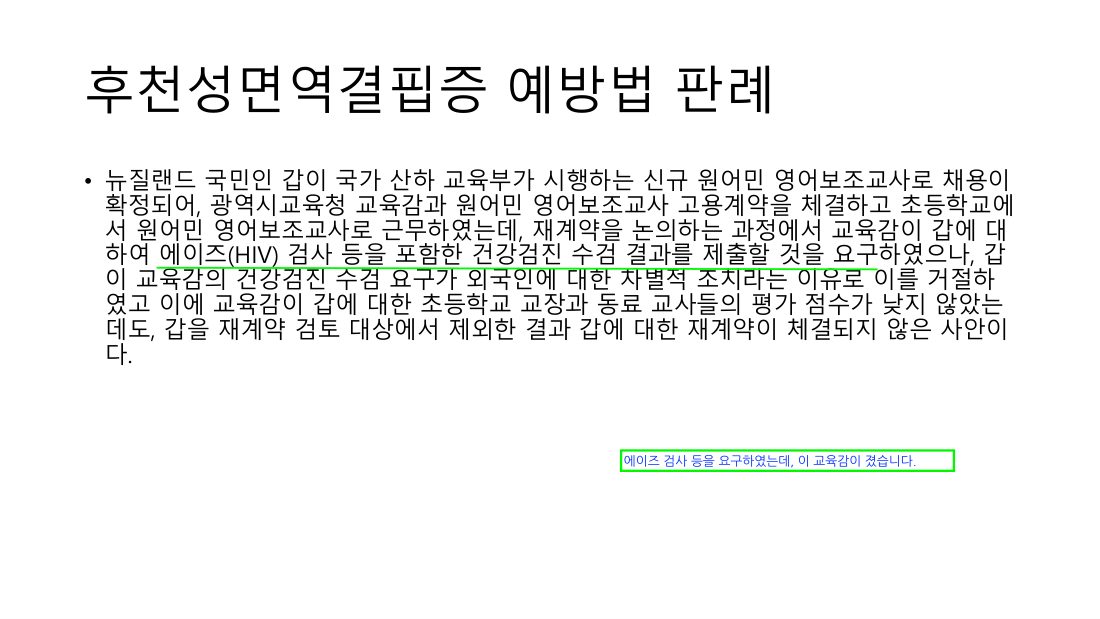 후천성면역결핍증 예방법 판례
• 뉴질랜드 국민인 갑이 국가 산하 교육부가 시행하는 신규 원어민 영어보조교사로 채용이
확정되어, 광역시교육청 교육감과 원어민 영어보조교사 고용계약을 체결하고 초등학교에
서 원어민 영어보조교사로 근무하였는데, 재계약을 논의하는 과정에서 교육감이 갑에 대
하여 에이즈(HIV) 검사 등을 포함한 건강검진 수검 결과를 제출할 것을 요구하였으나, 갑
이 교육감의 건강검진 수검 요구가 외국인에 대한 차별적 조치라는 이유로 이를 거절하
였고 이에 교육감이 갑에 대한 초등학교 교장과 동료 교사들의 평가 점수가 낮지 않았는
데도, 갑을 재계약 검토 대상에서 제외한 결과 갑에 대한 재계약이 체결되지 않은 사안이
다.
에이즈 검사 등을 요구하였는데, 이 교육감이 졌습니다.